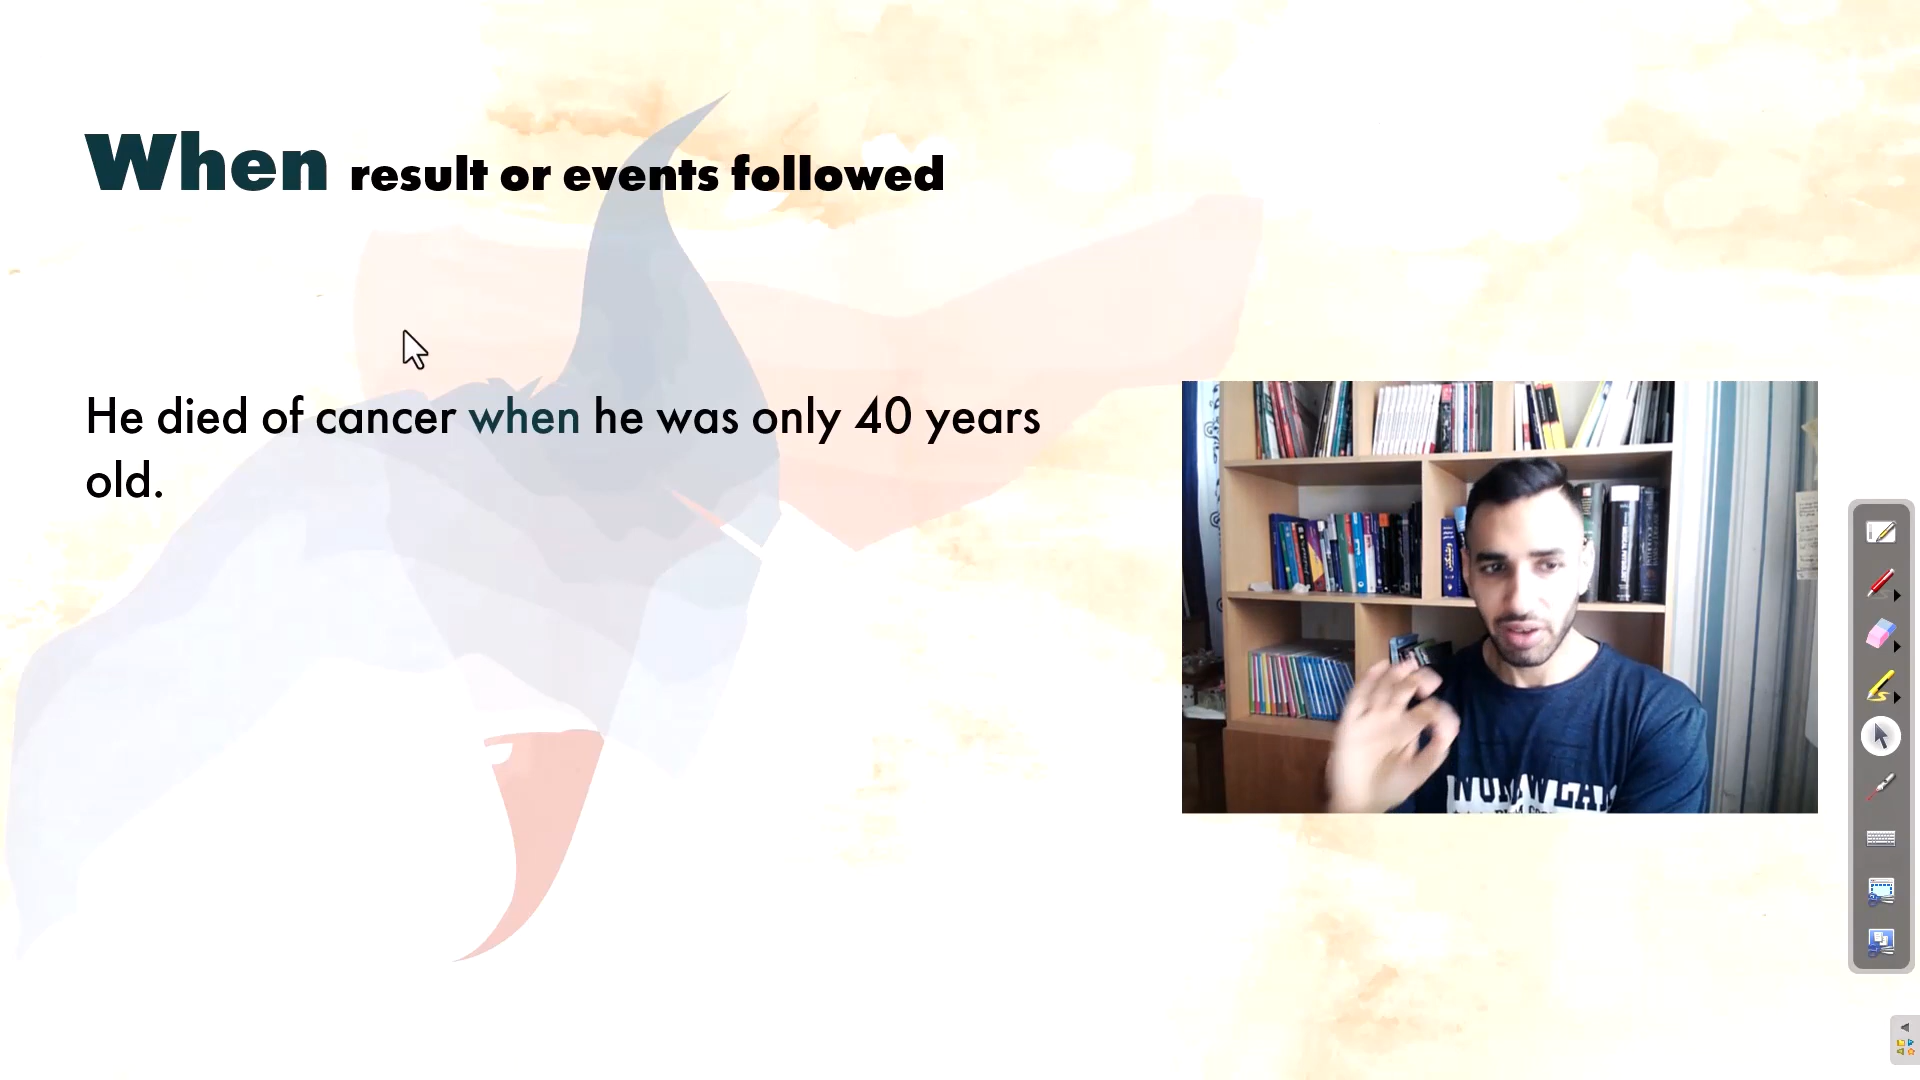 When result or events followed
He died of cancer when he was only 40 years
old.